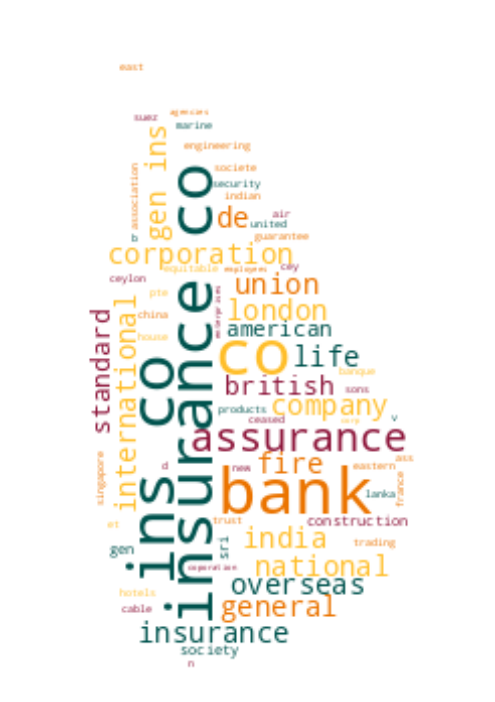 east
suez
agencies
marine
gen ins
engineering
association
societe
security
indian
insurance co
de
air
united
b
guarantee
corporation
equitable
employees
cey
ceylon
union
pte
enterprises
international
london
standard
china
american
house
co
life
ins co
banque
british
sons
products
company
ceased
corp
v
assurance
fire
d
new
eastern
ass
singapore
bank
lanka
france
et
trust
construction
gen
sri
india
trading
corporation
national
overseas
hotels
cable
general
insurance
society
n